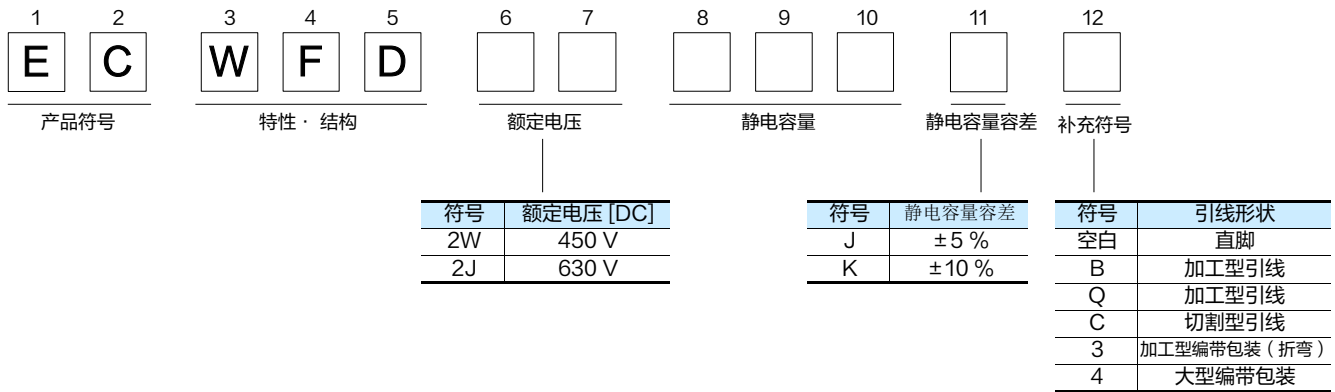 1 2 3 4 5 6 7 8 9 10 11 12
E C W F D
产品符号 特性· 结构 额定电压 静电容量 静电容量容差 补充符号
符号 额定电压 [DC]
2W 450 V
2J 630 V
符号 静电容量容差
J ±5 %
K ±10 %
符号 引线形状
空白 直脚
B 加工型引线
Q 加工型引线
C 切割型引线
3 加工型编带包装（折弯）
4 大型编带包装